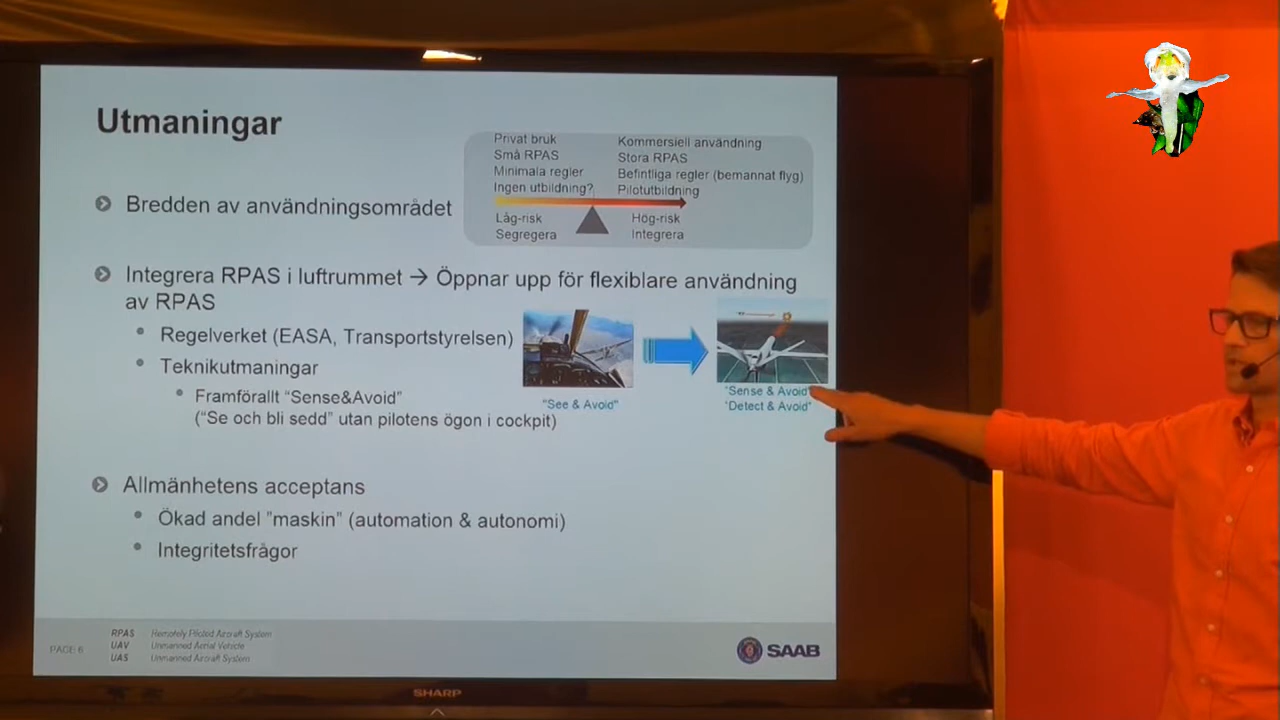 Utmaningar
Privat bruk
Små RPAS
Minimala regler
Ingen utbildning?
Kommersiell användning
Stora RPAS
Befintliga regler (bemannat flyg)
Pilotutbildning
Låg-risk
Segregera
Hög-risk
Integrera
Bredden av användningsområdet
Integrera RPAS i luftrummet → Öppnar upp för flexiblare användning
av RPAS
Regelverket (EASA, Transportstyrelsen)
Teknikutmaningar
Framförallt “Sense&Avoid”
(“Se och bli sedd” utan pilotens ögon i cockpit)
"See & Avoid"
"Sense & Avoid"
"Detect & Avoid"
Allmänhetens acceptans
Ökad andel ”maskin” (automation & autonomi)
Integritetsfrågor
PAGE 6
RPAS Remotely Piloted Aircraft System
UAV Unmanned Aerial Vehicle
UAS Unmanned Aircraft System
SAAB
SHARP